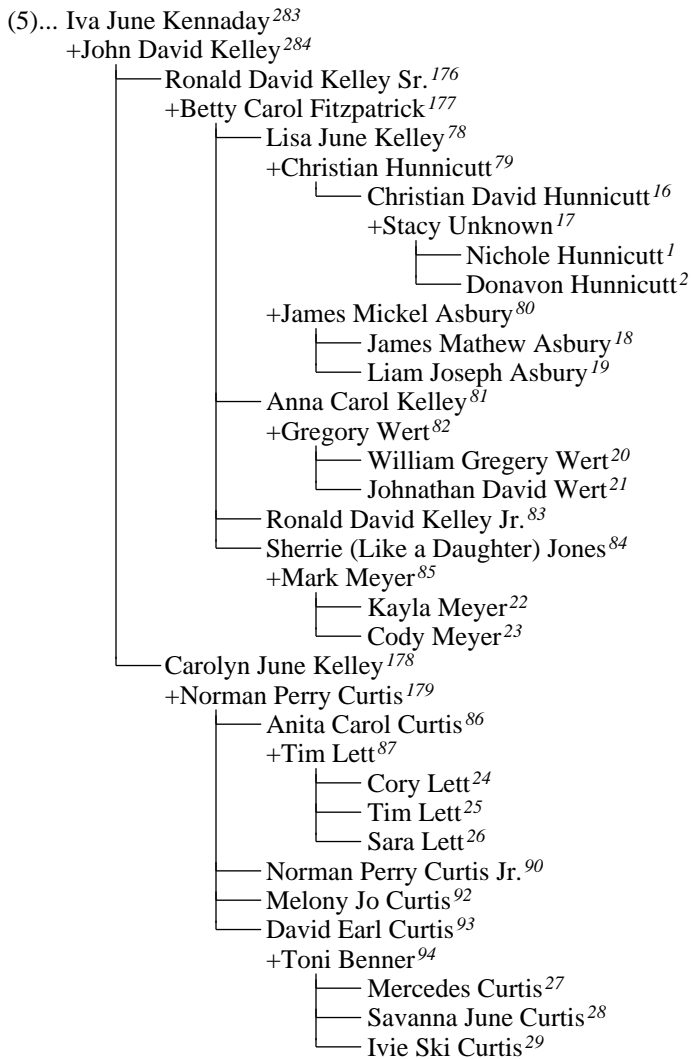 (5)... Iva June Kennaday283
+John David Kelley284
Ronald David Kelley Sr.176
+Betty Carol Fitzpatrick177
Lisa June Kelley78
+Christian Hunnicutt79
Christian David Hunnicutt16
+Stacy Unknown17
Nichole Hunnicutt1
Donavon Hunnicutt2
+James Mickel Asbury80
James Mathew Asbury18
Liam Joseph Asbury19
Anna Carol Kelley81
+Gregory Wert82
William Gregery Wert20
Johnathan David Wert21
Ronald David Kelley Jr.83
Sherrie (Like a Daughter) Jones84
+Mark Meyer85
Kayla Meyer22
Cody Meyer23
Carolyn June Kelley178
+Norman Perry Curtis179
Anita Carol Curtis86
+Tim Lett87
Cory Lett24
Tim Lett25
Sara Lett26
Norman Perry Curtis Jr.90
Melony Jo Curtis92
David Earl Curtis93
+Toni Benner94
Mercedes Curtis27
Savanna June Curtis28
Ivie Ski Curtis29